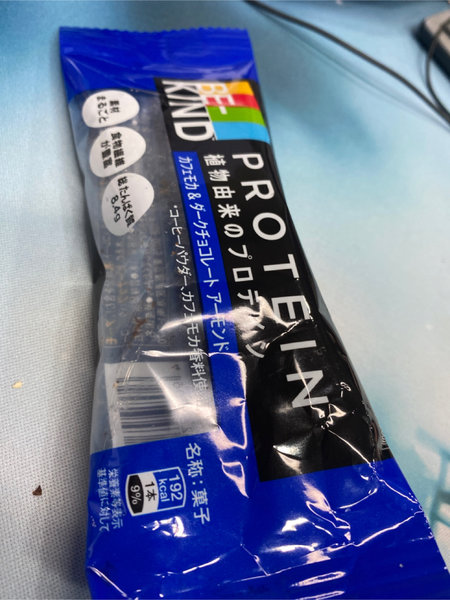 BE-
KIND
PROTEIN
植物由来のプロテイン
カフェモカ&ダークチョコレート アーモンド
*コーヒーパウダー、カフェモカ香料使
素材
まるごと
食物繊維
が豊富
総たんぱく質
8.4g
名称:菓子
192
kcal
1本
9%
栄養素等表示
基準値に対して